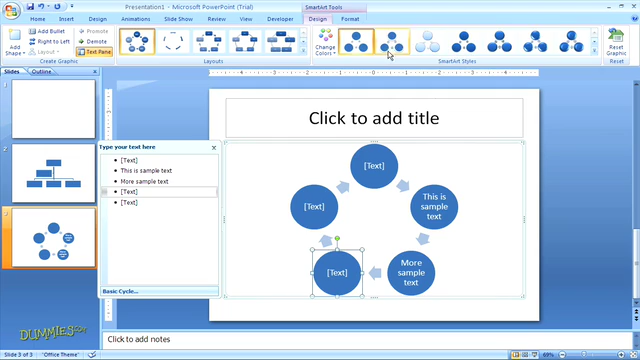 Presentation1 - Microsoft PowerPoint (Trial)
SmartArt Tools
Home
Insert
Design
Animations
Slide Show
Review
View
Developer
Design
Format
Add Shape
Add Bullet
Right to Left
Layout
Promote
Demote
Text Pane
Create Graphic
Layouts
Change Colors
SmartArt Styles
Reset Graphic
Reset
Slides
Outline
1
2
3
Type your text here
[Text]
This is sample text
More sample text
[Text]
[Text]
Basic Cycle...
Click to add title
[Text]
This is
sample
text
More
sample
text
[Text]
[Text]
Click to add notes
DUMMIES.COM
Slide 3 of 3
"Office Theme"
69%